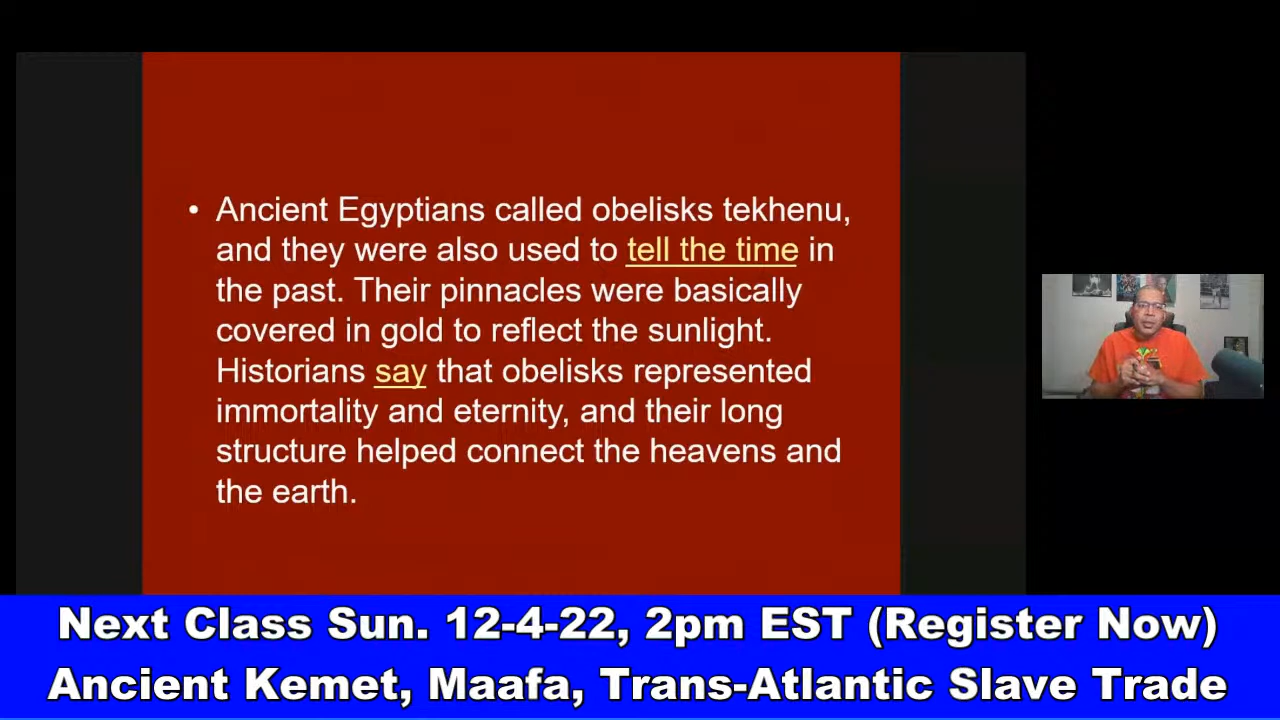 • Ancient Egyptians called obelisks tekhenu,
and they were also used to tell the time in
the past. Their pinnacles were basically
covered in gold to reflect the sunlight.
Historians say that obelisks represented
immortality and eternity, and their long
structure helped connect the heavens and
the earth.
Next Class Sun. 12-4-22, 2pm EST (Register Now)
Ancient Kemet, Maafa, Trans-Atlantic Slave Trade